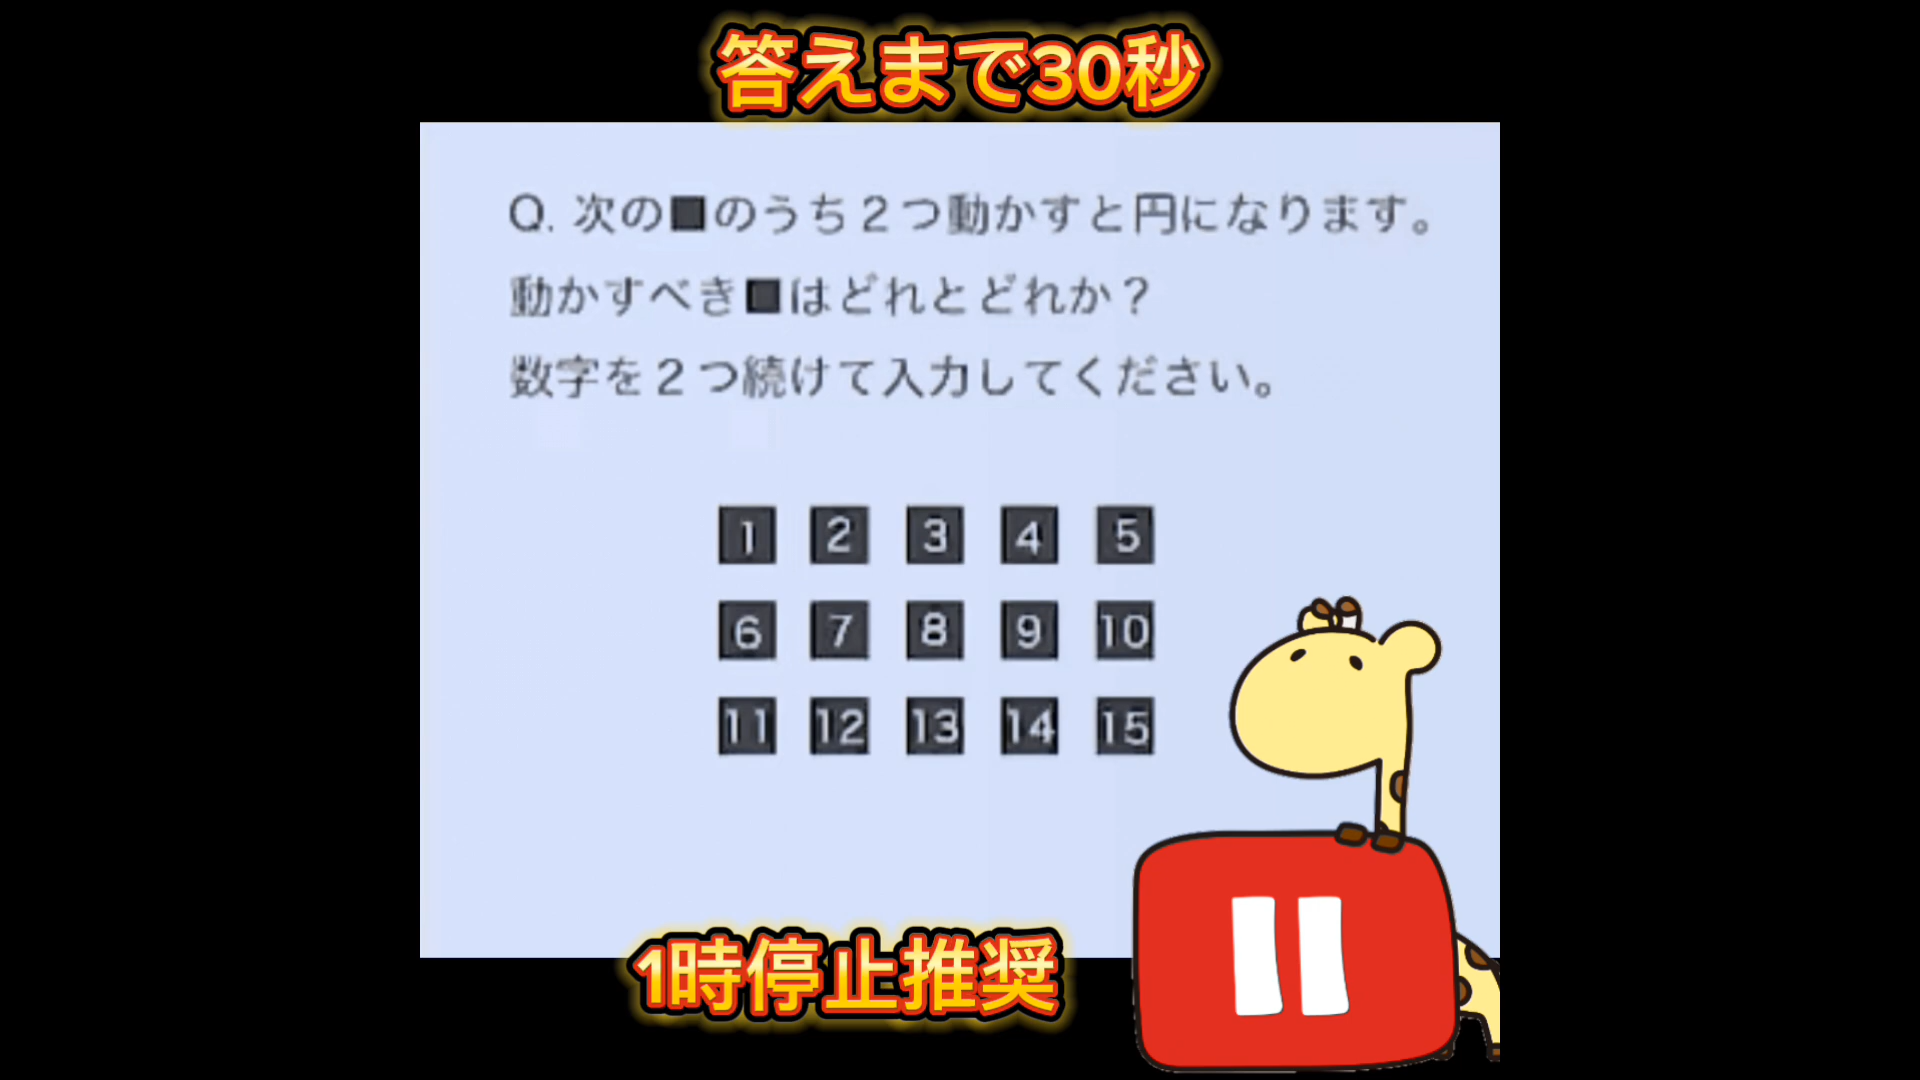 答えまで30秒
Q. 次の■のうち２つ動かすと円になります。
動かすべき■はどれとどれか？
数字を２つ続けて入力してください。
1 2 3 4 5
6 7 8 9 10
11 12 13 14 15
1時停止推奨